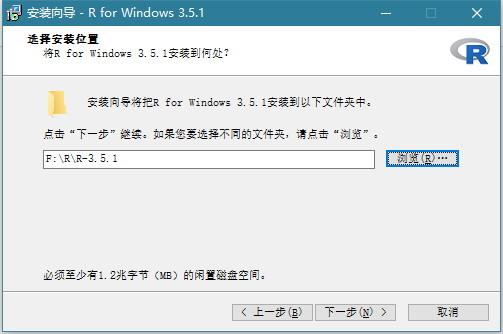 安装向导 - R for Windows 3.5.1
选择安装位置
将R for Windows 3.5.1安装到何处?
R
安装向导将把R for Windows 3.5.1安装到以下文件夹中。
点击“下一步”继续。如果您要选择不同的文件夹，请点击“浏览”。
F:\R\R-3.5.1
浏览(R)…
必须至少有1.2兆字节（MB）的闲置磁盘空间。
< 上一步(B)
下一步(N) >
取消